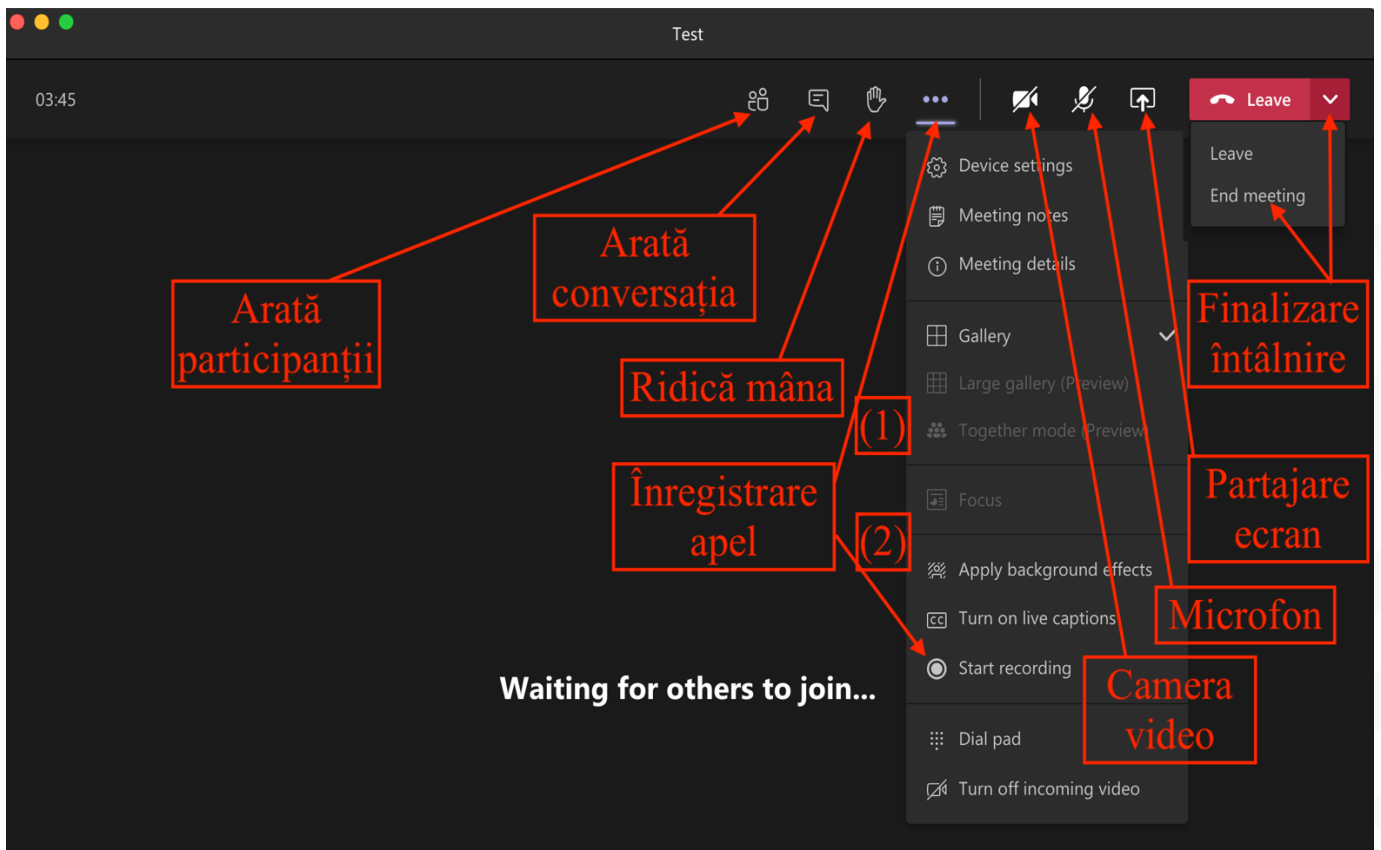 Test
03:45
Leave
Leave
End meeting
Device settings
Meeting notes
Meeting details
Gallery
Large gallery (Preview)
Together mode (Preview)
Focus
Apply background effects
Turn on live captions
CC
Start recording
Dial pad
Turn off incoming video
Waiting for others to join...
Arată
participanții
Arată
conversația
Ridică mâna
(1)
Înregistrare
apel
(2)
Finalizare
întâlnire
Partajare
ecran
Microfon
Camera
video